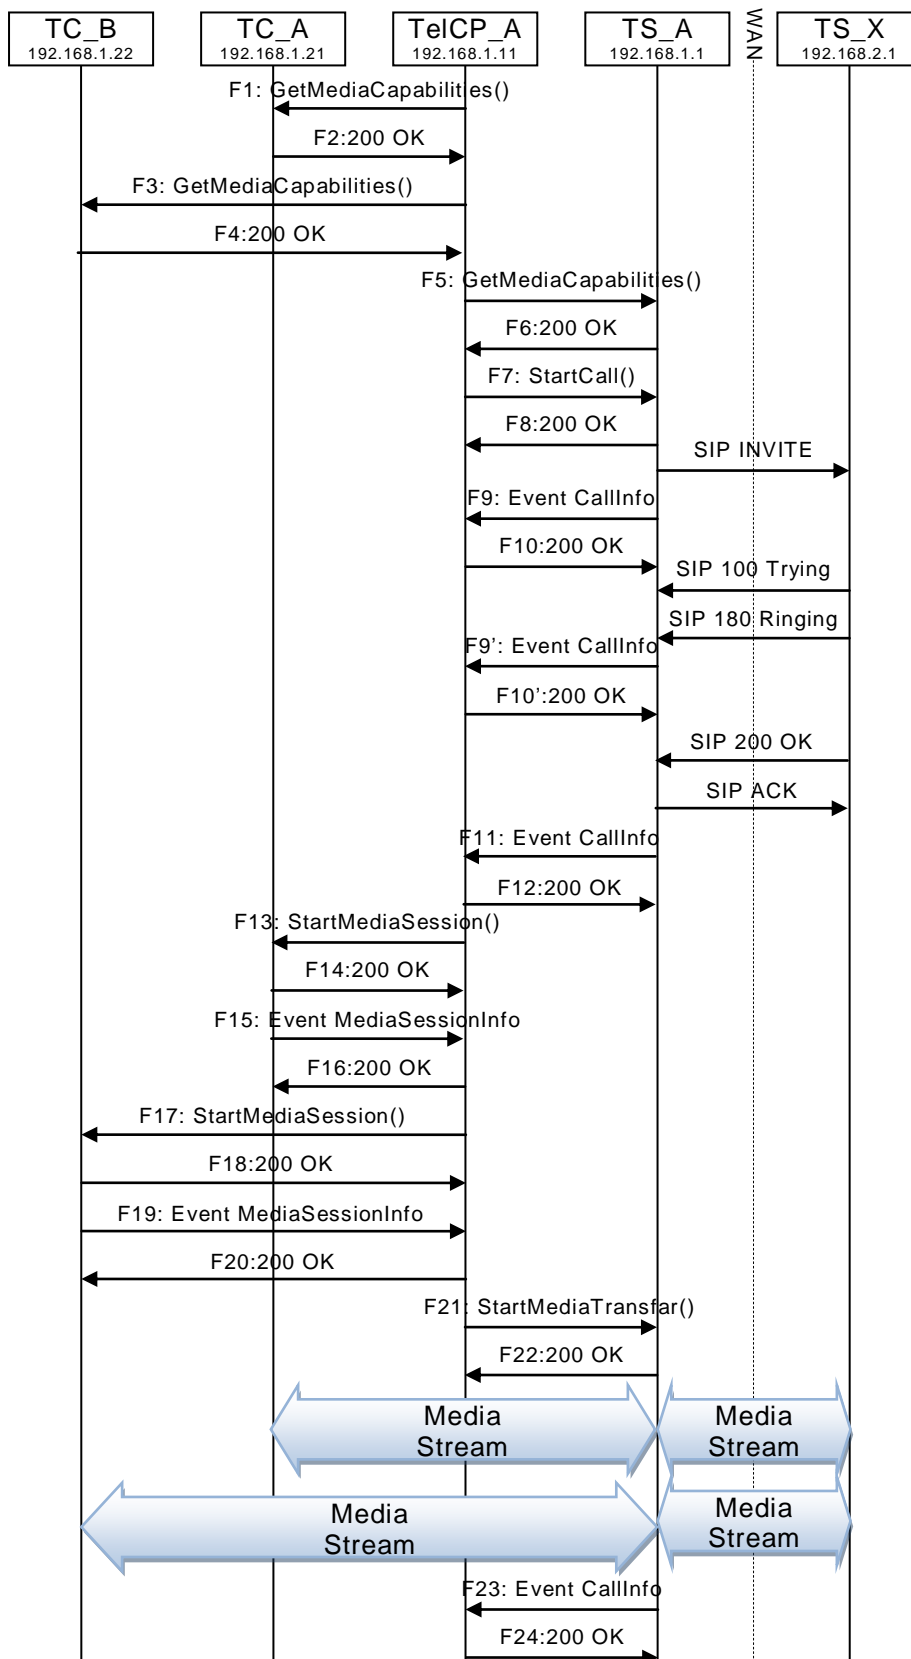 TC_B
192.168.1.22
TC_A
192.168.1.21
TelCP_A
192.168.1.11
TS_A
192.168.1.1
WAN
TS_X
192.168.2.1
F1: GetMediaCapabilities()
F2:200 OK
F3: GetMediaCapabilities()
F4:200 OK
F5: GetMediaCapabilities()
F6:200 OK
F7: StartCall()
F8:200 OK
SIP INVITE
F9: Event CallInfo
F10:200 OK
SIP 100 Trying
SIP 180 Ringing
F9’: Event CallInfo
F10’:200 OK
SIP 200 OK
SIP ACK
F11: Event CallInfo
F12:200 OK
F13: StartMediaSession()
F14:200 OK
F15: Event MediaSessionInfo
F16:200 OK
F17: StartMediaSession()
F18:200 OK
F19: Event MediaSessionInfo
F20:200 OK
F21: StartMediaTransfar()
F22:200 OK
Media
Stream
Media
Stream
Media
Stream
Media
Stream
F23: Event CallInfo
F24:200 OK